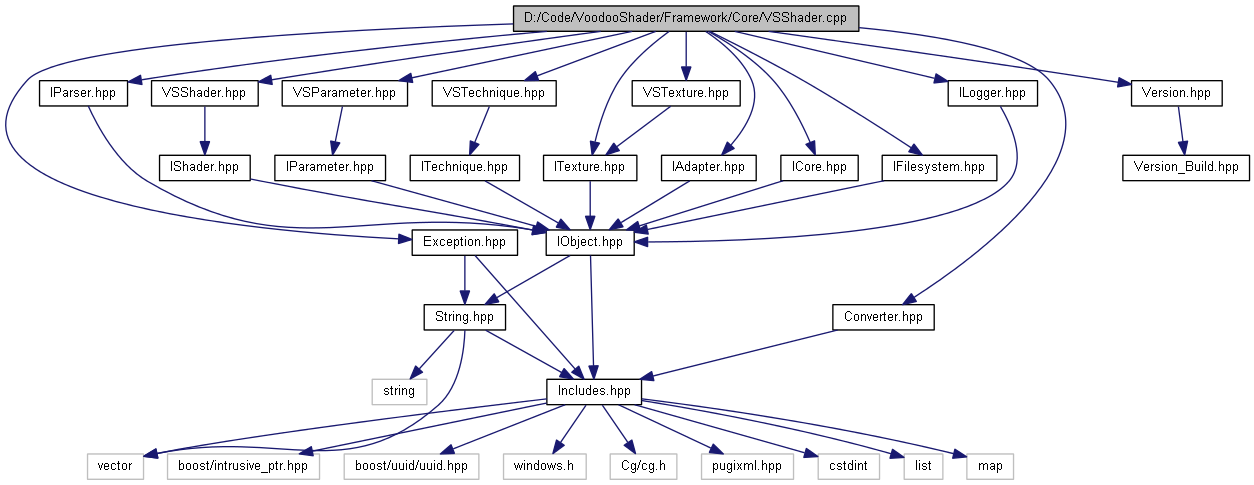 D:/Code/VoodooShader/Framework/Core/VSShader.cpp
IParser.hpp
VSShader.hpp
VSParameter.hpp
VSTechnique.hpp
VSTexture.hpp
ILogger.hpp
Version.hpp
IShader.hpp
IParameter.hpp
ITechnique.hpp
ITexture.hpp
IAdapter.hpp
ICore.hpp
IFilesystem.hpp
Version_Build.hpp
Exception.hpp
IObject.hpp
String.hpp
Converter.hpp
string
Includes.hpp
vector
boost/intrusive_ptr.hpp
boost/uuid/uuid.hpp
windows.h
Cg/cg.h
pugixml.hpp
cstdint
list
map